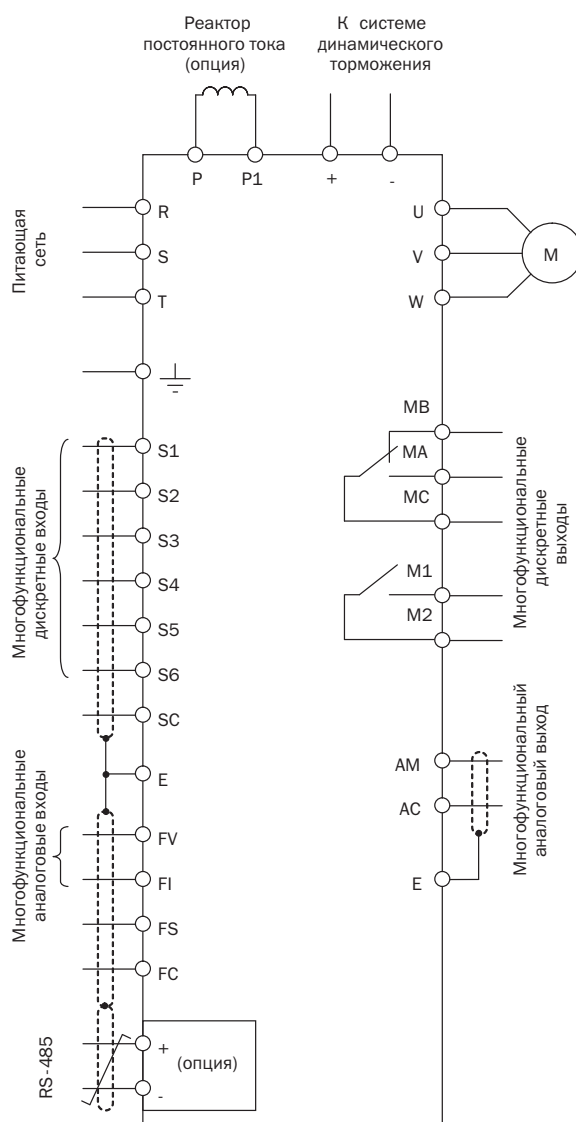 Реактор
постоянного тока
(опция)
К системе
динамического
торможения
P
P1
+
-
Питающая
сеть
R
S
T
U
V
W
M
Многофункциональные
дискретные входы
S1
S2
S3
S4
S5
S6
SC
E
MB
MA
MC
M1
M2
Многофункциональные
дискретные
выходы
Многофункциональные
аналоговые входы
FV
FI
FS
FC
AM
AC
E
Многофункциональный
аналоговый выход
RS-485
+
(опция)
-